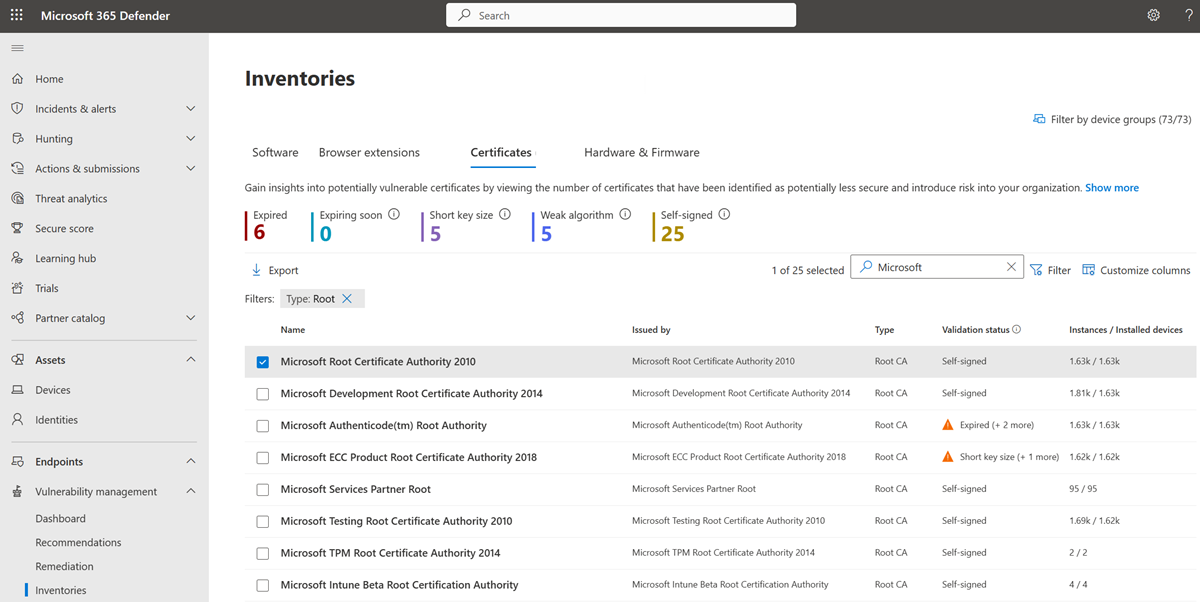 Microsoft 365 Defender
Search
?
Home
Incidents & alerts
Hunting
Actions & submissions
Threat analytics
Secure score
Learning hub
Trials
Partner catalog
Assets
Devices
Identities
Endpoints
Vulnerability management
Dashboard
Recommendations
Remediation
Inventories
Inventories
Filter by device groups (73/73)
Software Browser extensions Certificates Hardware & Firmware
Gain insights into potentially vulnerable certificates by viewing the number of certificates that have been identified as potentially less secure and introduce risk into your organization. Show more
Expired Expiring soon Short key size Weak algorithm Self-signed
6 0 5 5 25
Export 1 of 25 selected Microsoft Filter Customize columns
Filters: Type: Root
Name Issued by Type Validation status Instances / Installed devices
Microsoft Root Certificate Authority 2010 Microsoft Root Certificate Authority 2010 Root CA Self-signed 1.63k / 1.63k
Microsoft Development Root Certificate Authority 2014 Microsoft Development Root Certificate Authority 2014 Root CA Self-signed 1.81k / 1.63k
Microsoft Authenticode(tm) Root Authority Microsoft Authenticode(tm) Root Authority Root CA Expired (+ 2 more) 1.63k / 1.63k
Microsoft ECC Product Root Certificate Authority 2018 Microsoft ECC Product Root Certificate Authority 2018 Root CA Short key size (+ 1 more) 1.62k / 1.62k
Microsoft Services Partner Root Microsoft Services Partner Root Root CA Self-signed 95 / 95
Microsoft Testing Root Certificate Authority 2010 Microsoft Testing Root Certificate Authority 2010 Root CA Self-signed 1.69k / 1.62k
Microsoft TPM Root Certificate Authority 2014 Microsoft TPM Root Certificate Authority 2014 Root CA Self-signed 2 / 2
Microsoft Intune Beta Root Certification Authority Microsoft Intune Beta Root Certification Authority Root CA Self-signed 4 / 4